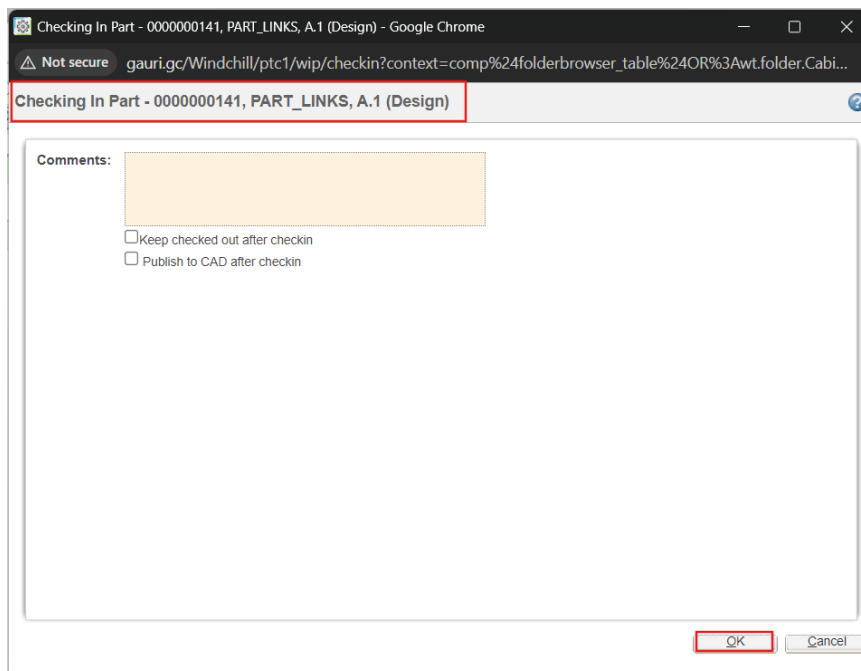 Checking In Part - 0000000141, PART_LINKS, A.1 (Design) - Google Chrome
Not secure gauri.gc/Windchill/ptc1/wip/checkin?context=comp%24folderbrowser_table%24OR%3Awt.folder.Cabi...
Checking In Part - 0000000141, PART_LINKS, A.1 (Design)
Comments:
Keep checked out after checkin
Publish to CAD after checkin
OK Cancel